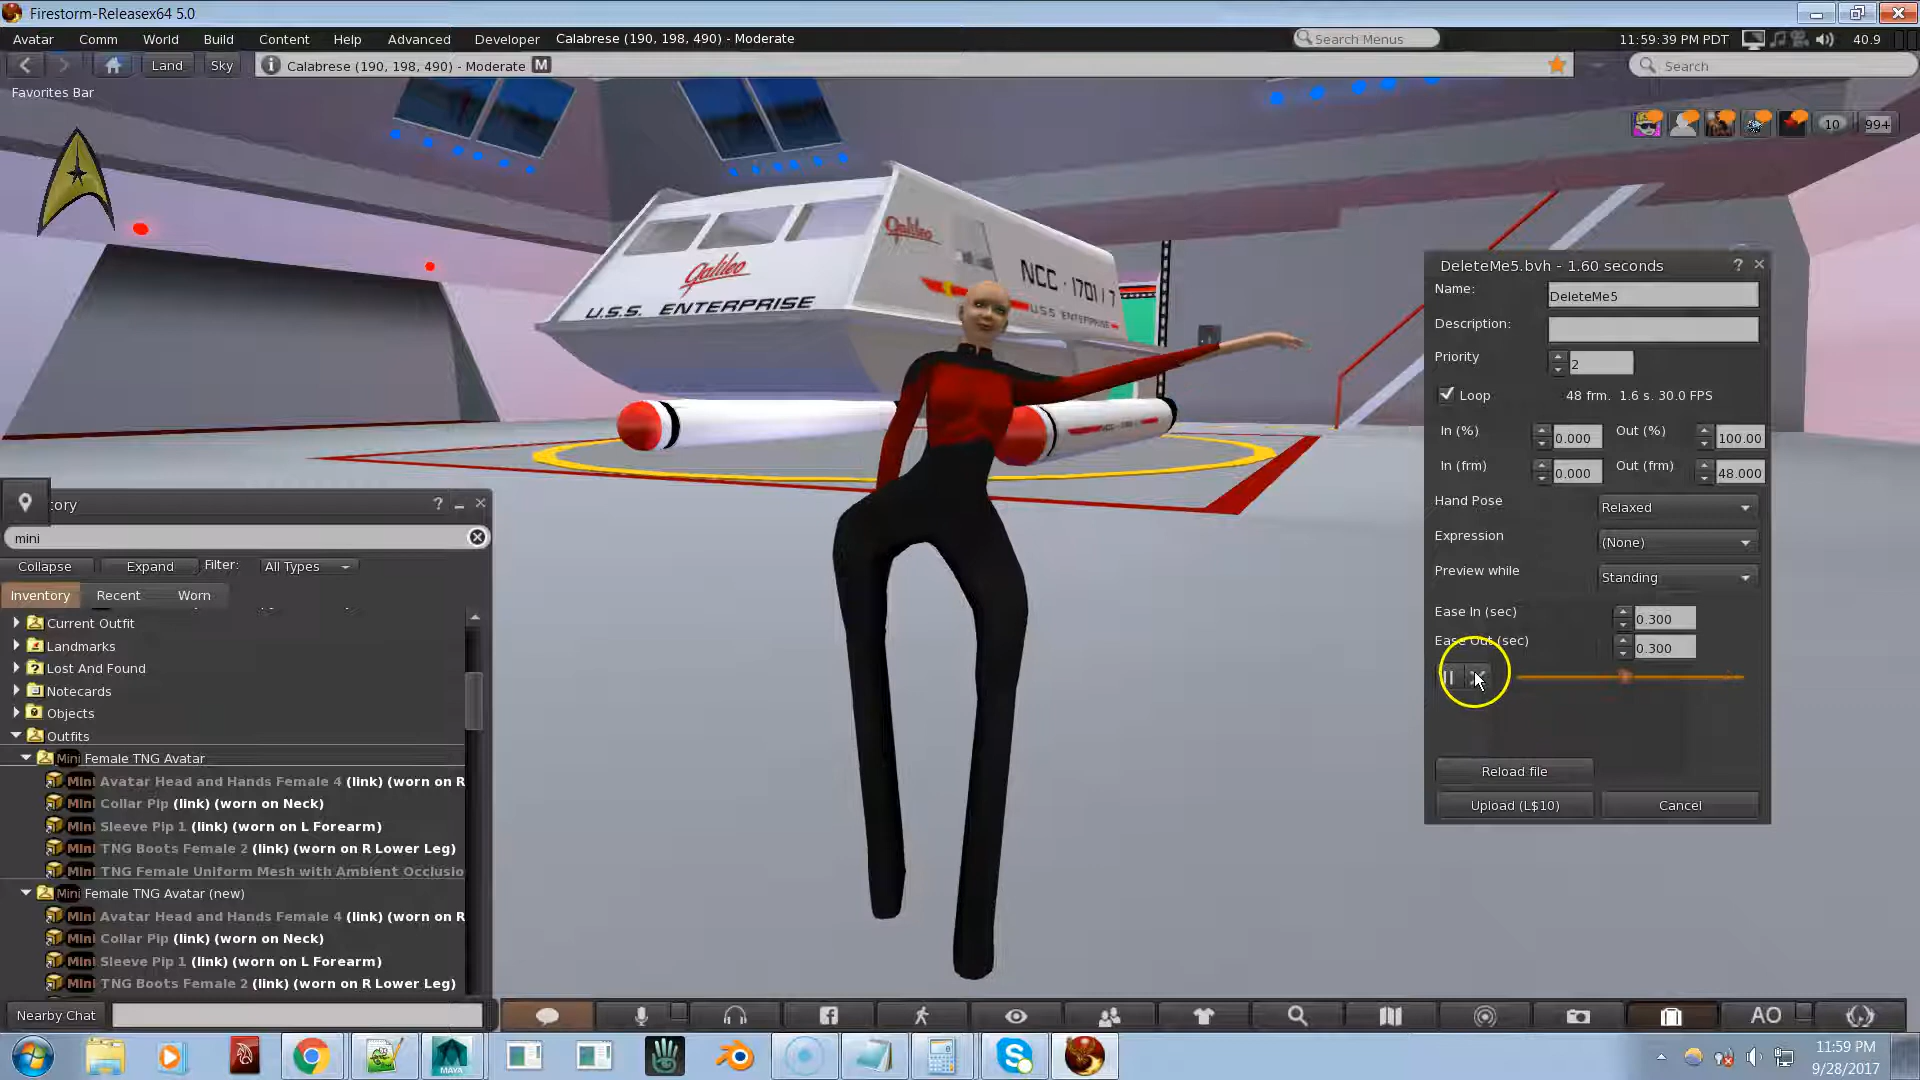 Firestorm-Releasex64 5.0
Avatar Comm World Build Content Help Advanced Developer Calabrese (190, 198, 490) - Moderate Search Menus 11:59:39 PM PDT 40.9
Land Sky Calabrese (190, 198, 490) - Moderate M Search
Favorites Bar
10 99+
Galileo
U.S.S. ENTERPRISE
Galileo
NCC-1701/7
USS ENTERPRISE
DeleteMe5.bvh - 1.60 seconds ?
Name: DeleteMe5
Description:
Priority 2
Loop 48 frm. 1.6 s. 30.0 FPS
In (%) 0.000 Out (%) 100.00
In (frm) 0.000 Out (frm) 48.000
Hand Pose Relaxed
Expression (None)
Preview while Standing
Ease In (sec) 0.300
Ease Out (sec) 0.300
Reload file
Upload (L$10) Cancel
tory ?
mini
Collapse Expand Filter: All Types
Inventory Recent Worn
Current Outfit
Landmarks
Lost And Found
Notecards
Objects
Outfits
Mini Female TNG Avatar
Mini Avatar Head and Hands Female 4 (link) (worn on R
Mini Collar Pip (link) (worn on Neck)
Mini Sleeve Pip 1 (link) (worn on L Forearm)
Mini TNG Boots Female 2 (link) (worn on R Lower Leg)
Mini TNG Female Uniform Mesh with Ambient Occlusio
Mini Female TNG Avatar (new)
Mini Avatar Head and Hands Female 4 (link) (worn on R
Mini Collar Pip (link) (worn on Neck)
Mini Sleeve Pip 1 (link) (worn on L Forearm)
Mini TNG Boots Female 2 (link) (worn on R Lower Leg)
Nearby Chat
AO
MAYA
11:59 PM
9/28/2017